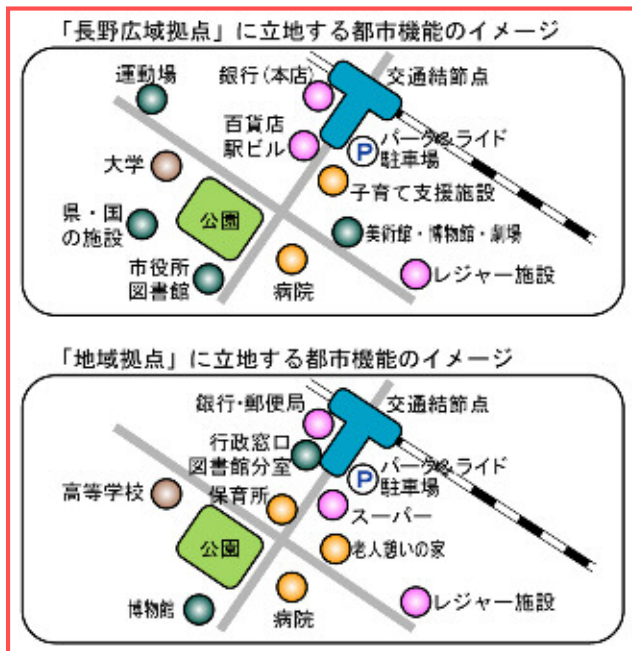 「長野広域拠点」に立地する都市機能のイメージ
運動場
銀行(本店)
交通結節点
百貨店
駅ビル
P
パーク&ライド
駐車場
大学
子育て支援施設
公園
県・国
の施設
美術館・博物館・劇場
市役所
図書館
病院
レジャー施設
「地域拠点」に立地する都市機能のイメージ
銀行・郵便局
交通結節点
行政窓口
図書館分室
P
パーク&ライド
駐車場
高等学校
保育所
スーパー
公園
老人憩いの家
博物館
病院
レジャー施設